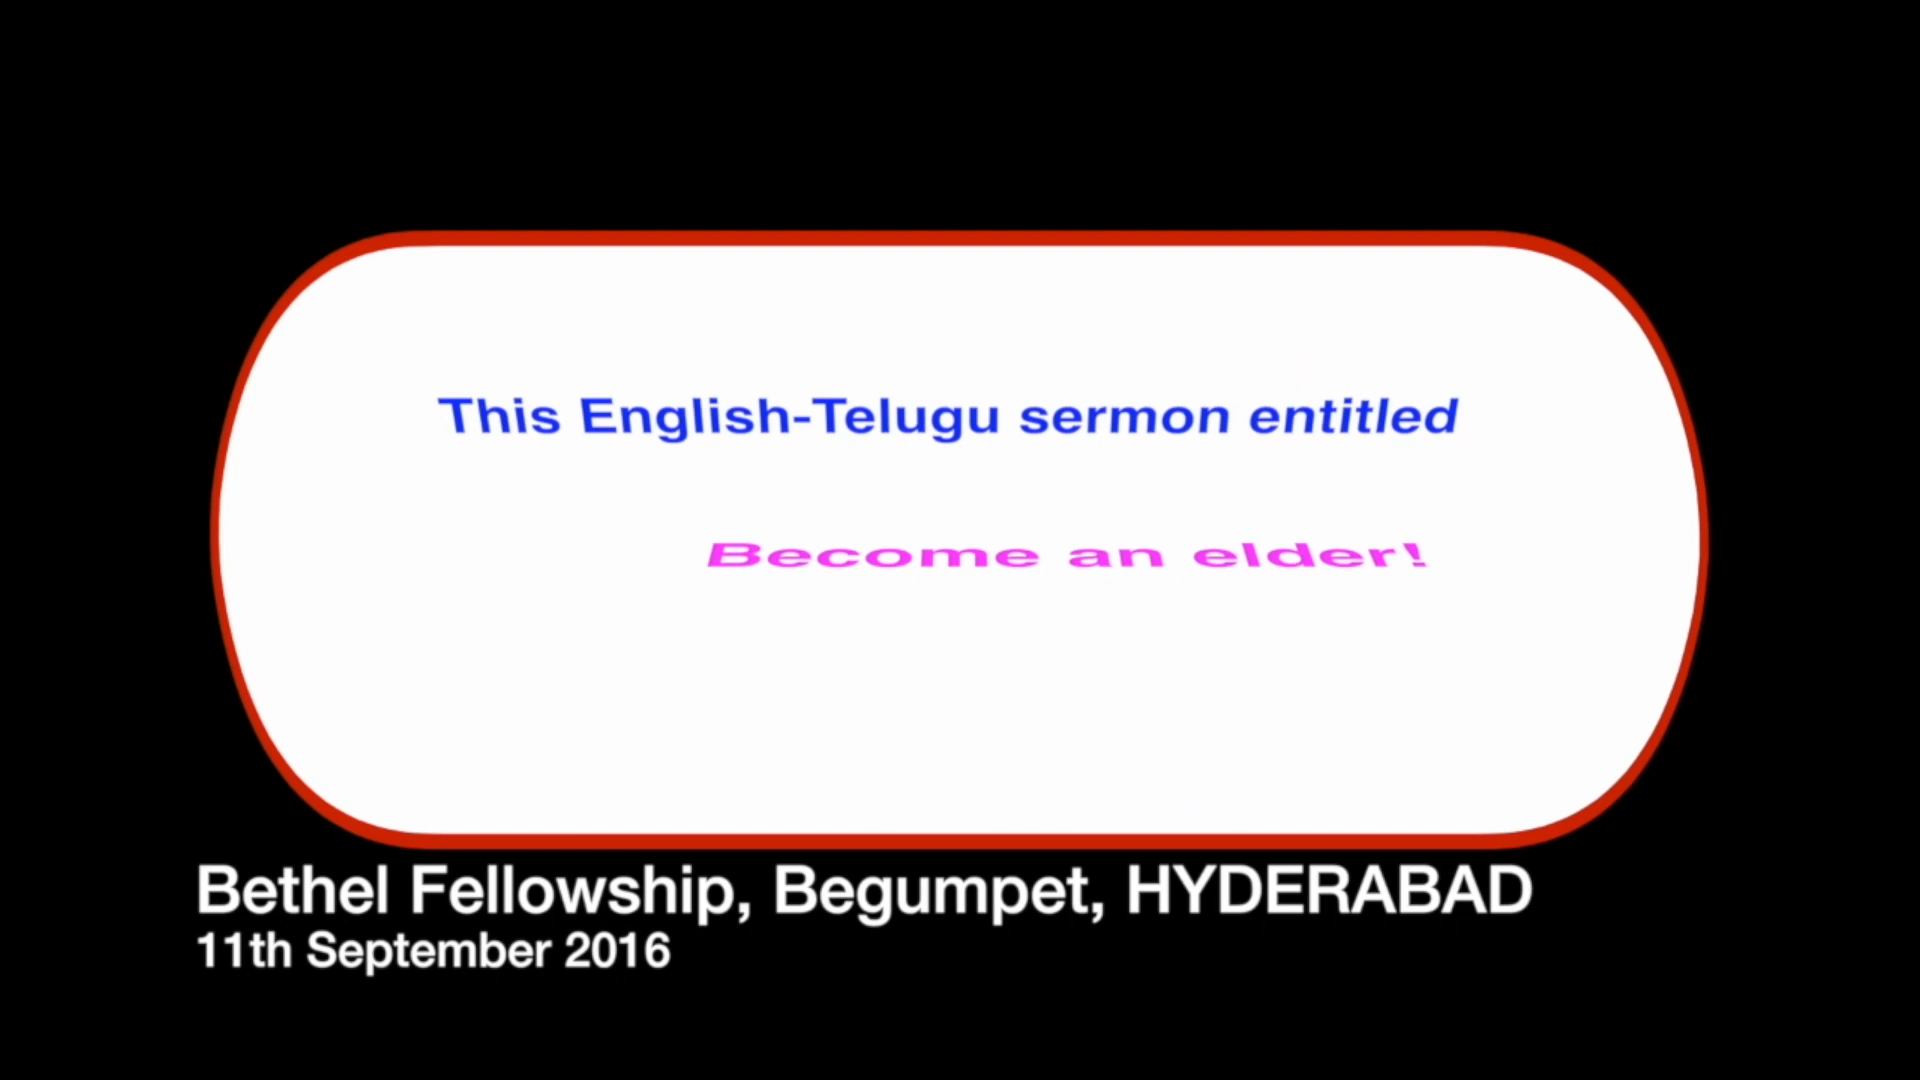 This English-Telugu sermon entitled
Become an elder!
Bethel Fellowship, Begumpet, HYDERABAD
11th September 2016